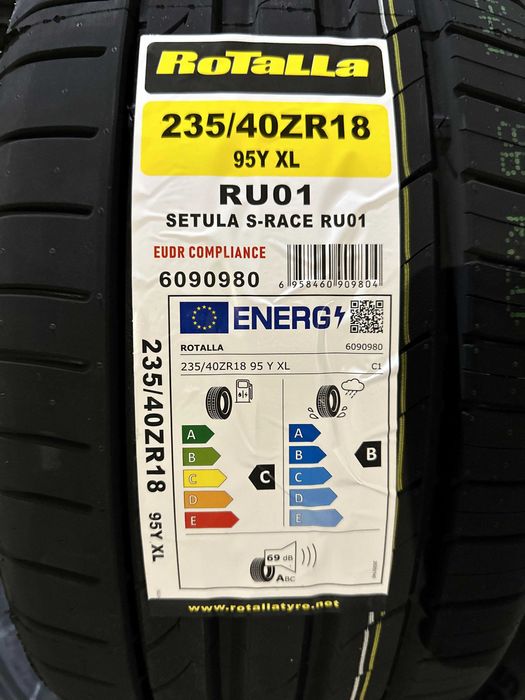 RoTaLLa
235/40ZR18
95Y XL
RU01
SETULA S-RACE RU01
EUDR COMPLIANCE
6090980
6 958460 909804
ENERG
ROTALLA 6090980
235/40ZR18 95 Y XL C1
A A
B B B
C C C
D D
E E
69 dB
ABC
www.rotallatyre.net
235/40ZR18 95Y XL